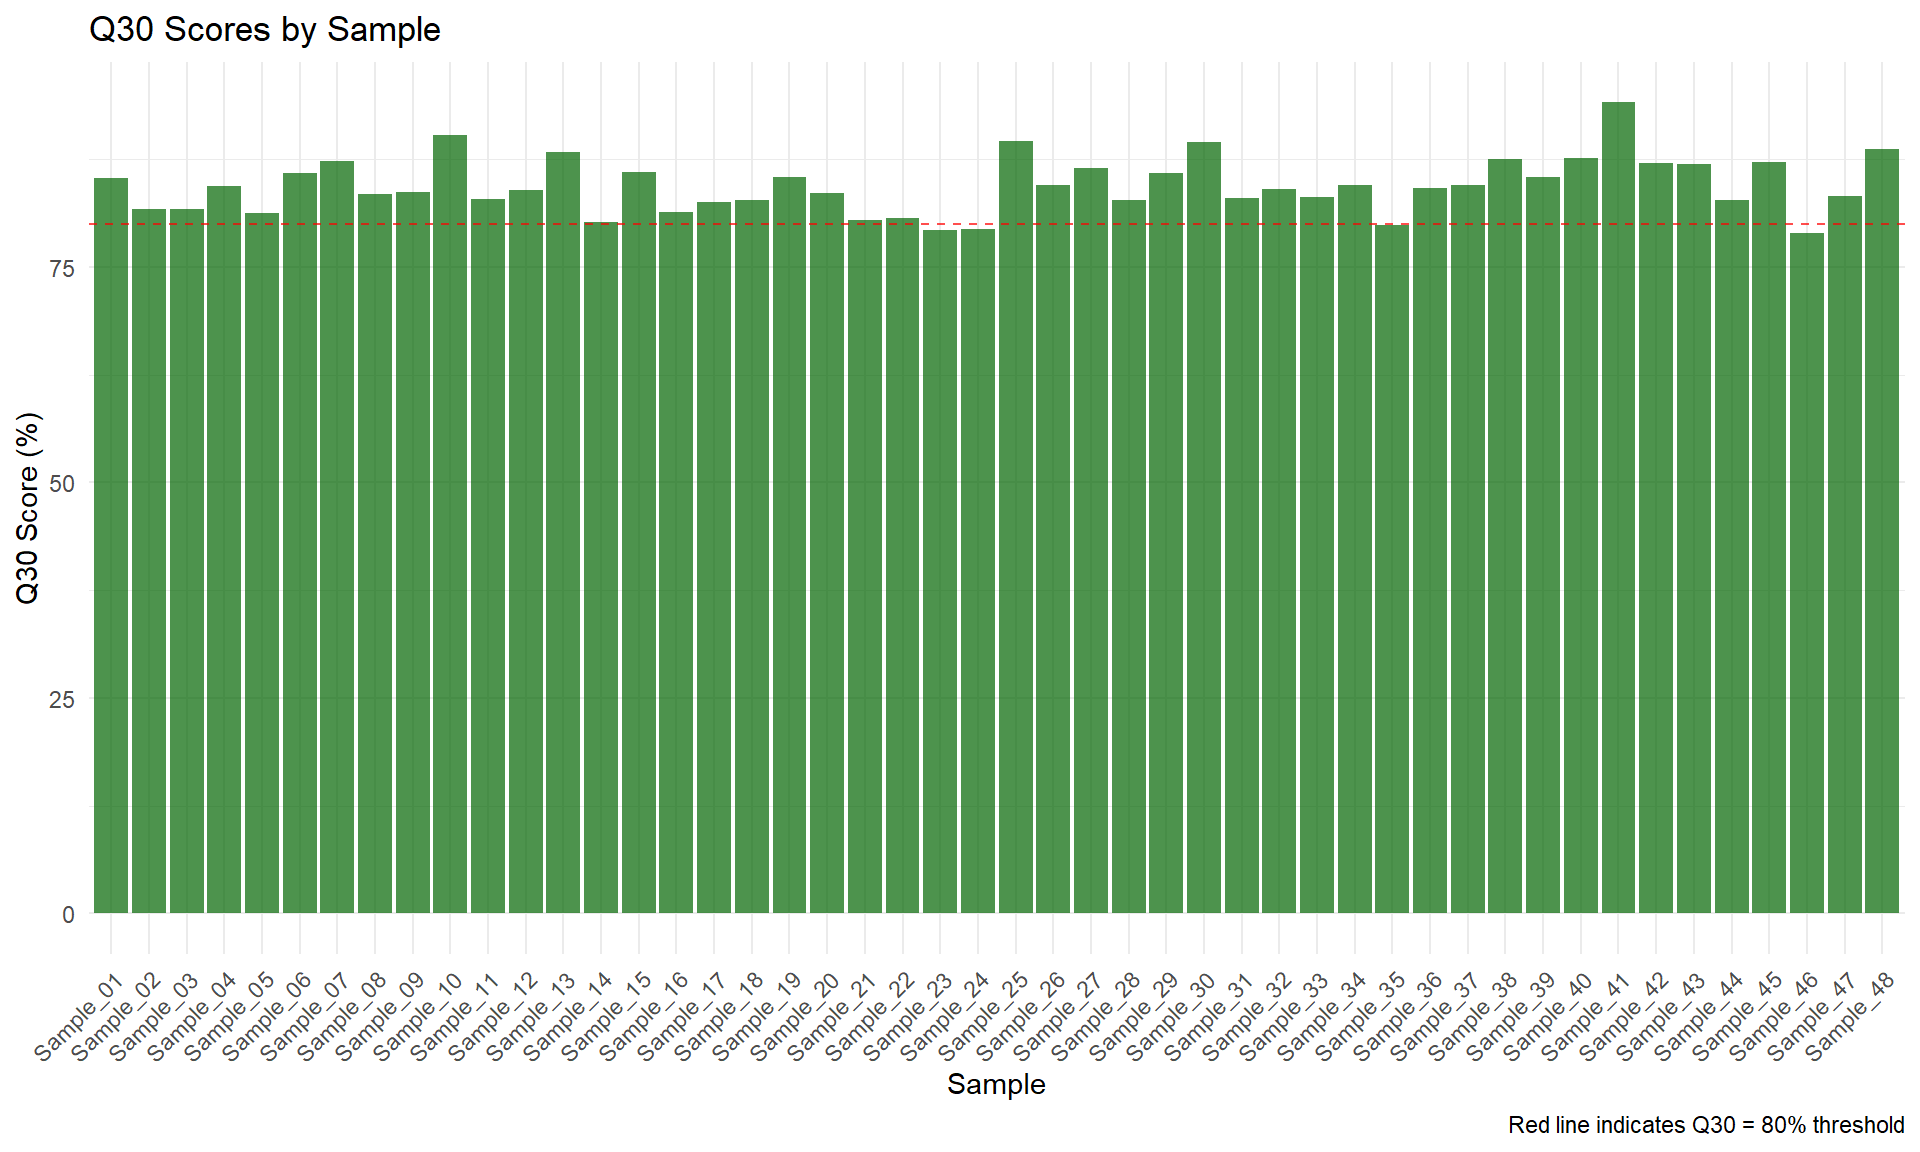 Q30 Scores by Sample
Q30 Score (%)
75
50
25
0
Sample_01
Sample_02
Sample_03
Sample_04
Sample_05
Sample_06
Sample_07
Sample_08
Sample_09
Sample_10
Sample_11
Sample_12
Sample_13
Sample_14
Sample_15
Sample_16
Sample_17
Sample_18
Sample_19
Sample_20
Sample_21
Sample_22
Sample_23
Sample_24
Sample_25
Sample_26
Sample_27
Sample_28
Sample_29
Sample_30
Sample_31
Sample_32
Sample_33
Sample_34
Sample_35
Sample_36
Sample_37
Sample_38
Sample_39
Sample_40
Sample_41
Sample_42
Sample_43
Sample_44
Sample_45
Sample_46
Sample_47
Sample_48
Sample
Red line indicates Q30 = 80% threshold